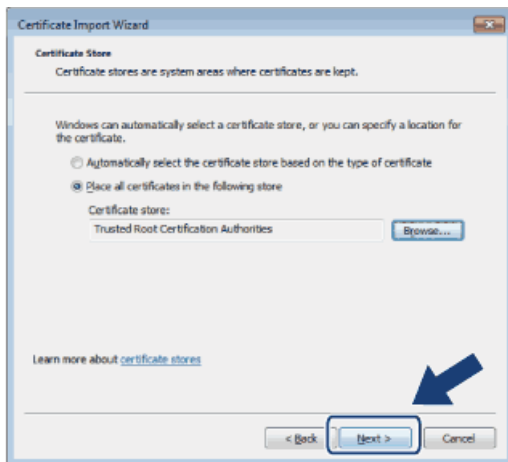 Certificate Import Wizard
Certificate Store
Certificate stores are system areas where certificates are kept.
Windows can automatically select a certificate store, or you can specify a location for
the certificate.
Automatically select the certificate store based on the type of certificate
Place all certificates in the following store
Certificate store:
Trusted Root Certification Authorities
Browse...
Learn more about certificate stores
< Back
Next >
Cancel